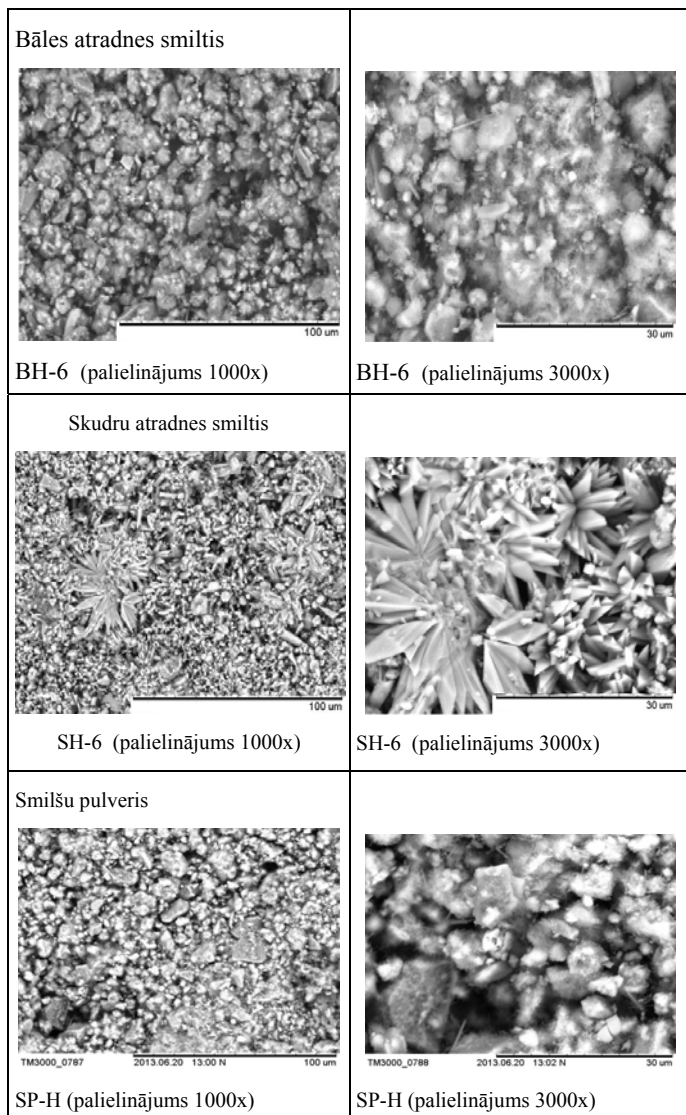 Bāles atradnes smiltis
100 um
30 um
BH-6 (palielinājums 1000x)
BH-6 (palielinājums 3000x)
Skudru atradnes smiltis
100 um
30 um
SH-6 (palielinājums 1000x)
SH-6 (palielinājums 3000x)
Smilšu pulveris
TM3000_0787 2013.06.20 13:00 N 100 um
TM3000_0788 2013.06.20 13:02 N 30 um
SP-H (palielinājums 1000x)
SP-H (palielinājums 3000x)